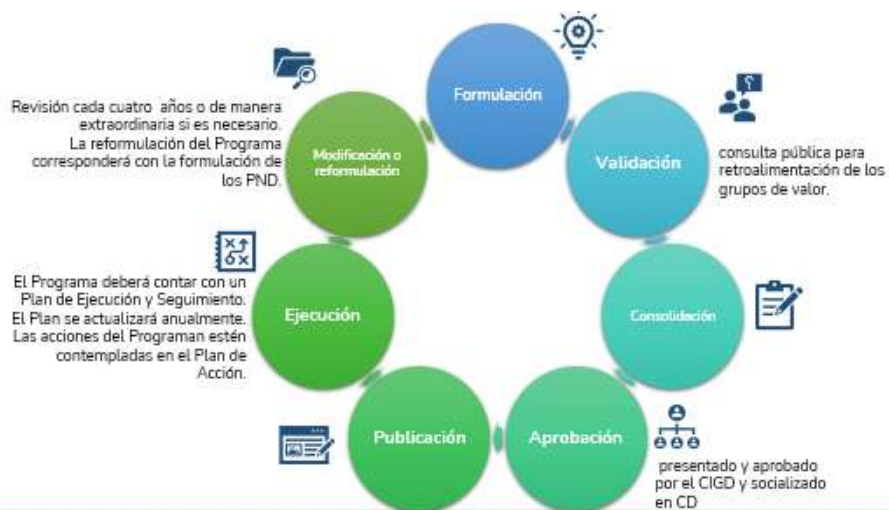 Formulación
Validación
consulta pública para
retroalimentación de los
grupos de valor.
Consolidación
Aprobación
presentado y aprobado
por el CIGD y socializado
en CD
Publicación
Ejecución
El Programa deberá contar con un
Plan de Ejecución y Seguimiento.
El Plan se actualizará anualmente.
Las acciones del Programan estén
contempladas en el Plan de
Acción.
Modificación o
reformulación
Revisión cada cuatro años o de manera
extraordinaria si es necesario.
La reformulación del Programa
corresponderá con la formulación de
los PND.